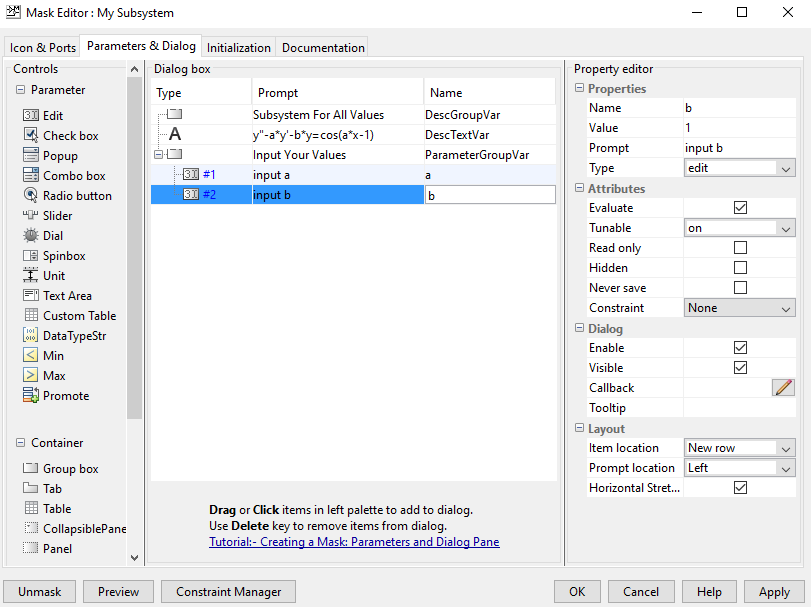 Mask Editor : My Subsystem
Icon & Ports
Parameters & Dialog
Initialization
Documentation
Controls
Parameter
Edit
Check box
Popup
Combo box
Radio button
Slider
Dial
Spinbox
Unit
Text Area
Custom Table
DataTypeStr
Min
Max
Promote
Container
Group box
Tab
Table
CollapsiblePane
Panel
Dialog box
Type Prompt Name
Subsystem For All Values DescGroupVar
A y"-a*y'-b*y=cos(a*x-1) DescTextVar
Input Your Values ParameterGroupVar
#1 input a a
#2 input b b
Drag or Click items in left palette to add to dialog.
Use Delete key to remove items from dialog.
Tutorial:- Creating a Mask: Parameters and Dialog Pane
Property editor
Properties
Name b
Value 1
Prompt input b
Type edit
Attributes
Evaluate
Tunable on
Read only
Hidden
Never save
Constraint None
Dialog
Enable
Visible
Callback
Tooltip
Layout
Item location New row
Prompt location Left
Horizontal Stret...
Unmask
Preview
Constraint Manager
OK
Cancel
Help
Apply